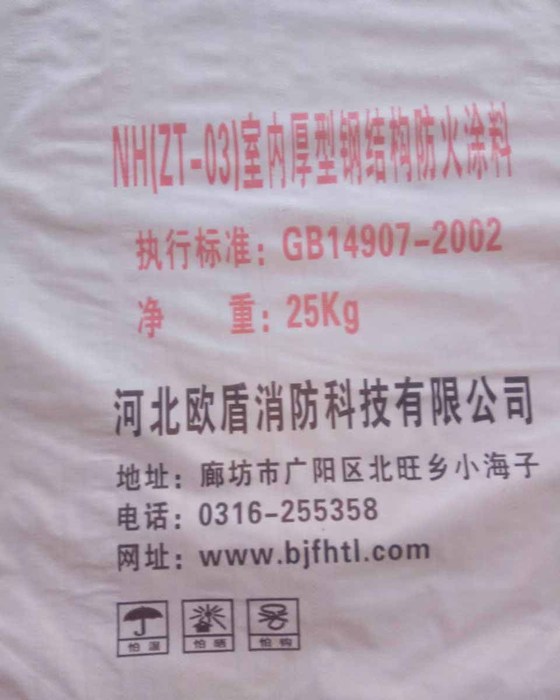 NH(ZT-03)室内厚型钢结构防火涂料
执行标准：GB14907-2002
净 重：25Kg
河北欧盾消防科技有限公司
地址：廊坊市广阳区北旺乡小海子
电话：0316-255358
网址：www.bjfhtl.com
怕湿 怕晒 怕钩